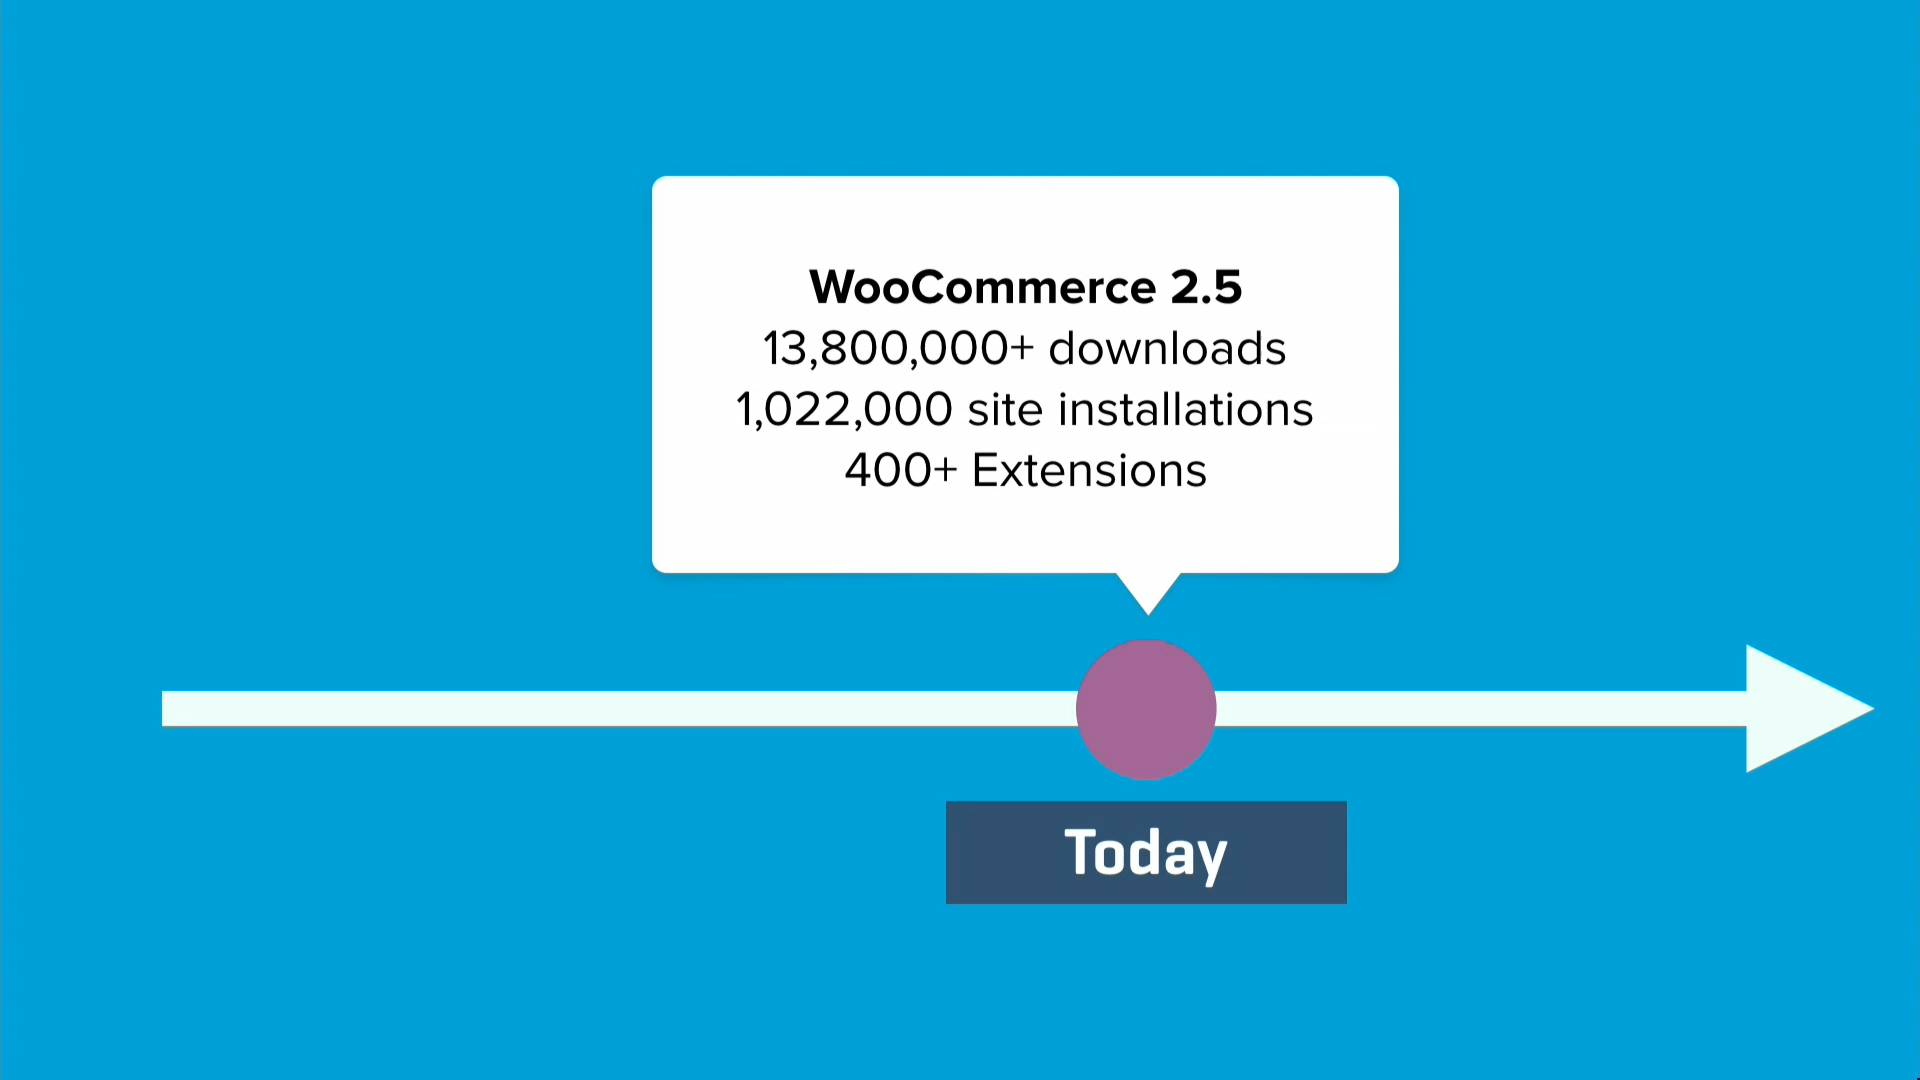 WooCommerce 2.5
13,800,000+ downloads
1,022,000 site installations
400+ Extensions
Today